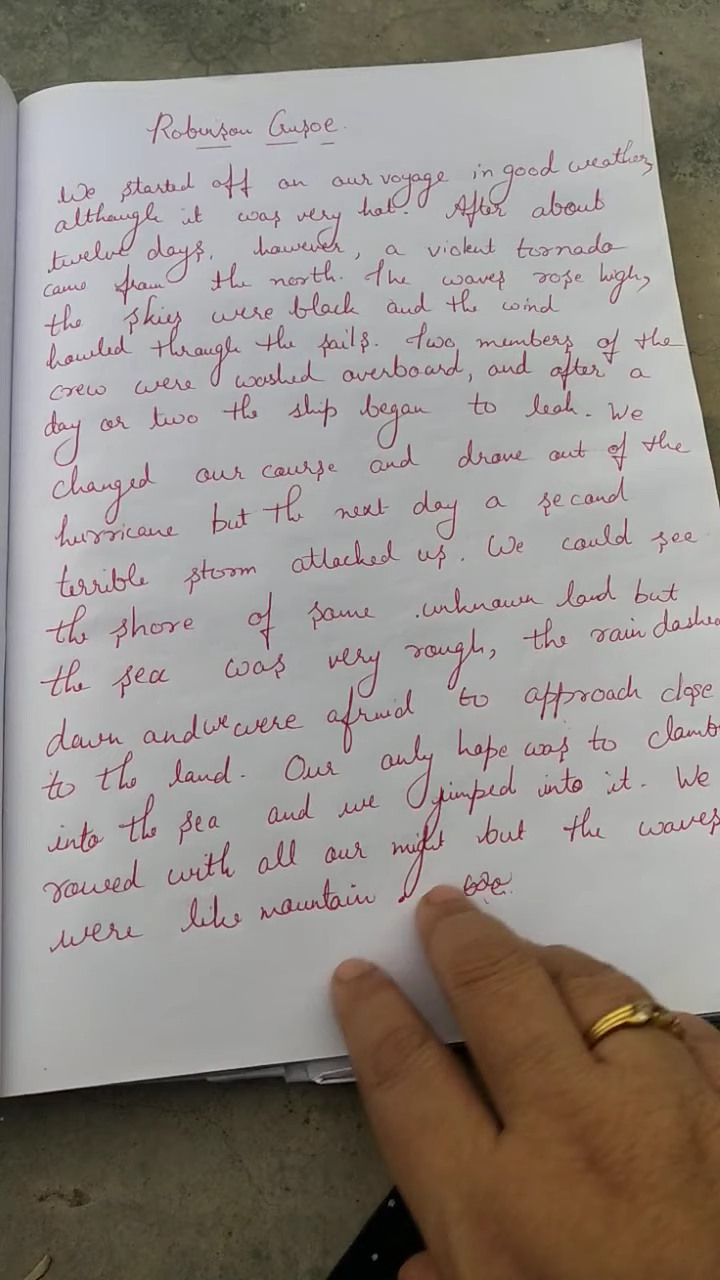 Robinson Crusoe.
We started off on our voyage in good weather,
although it was very hot. After about
twelve days, however, a violent tornado
came from the north. The waves rose high,
the skies were black and the wind
howled through the sails. Two members of the
crew were washed overboard, and after a
day or two the ship began to leak. We
changed our course and drove out of the
hurricane but the next day a second
terrible storm attacked us. We could see
the shore of some unknown land but
the sea was very rough, the rain dashed
down and we were afraid to approach close
to the land. Our only hope was to clamb
into the sea and we jumped into it. We
rowed with all our might but the waves
were like mountain